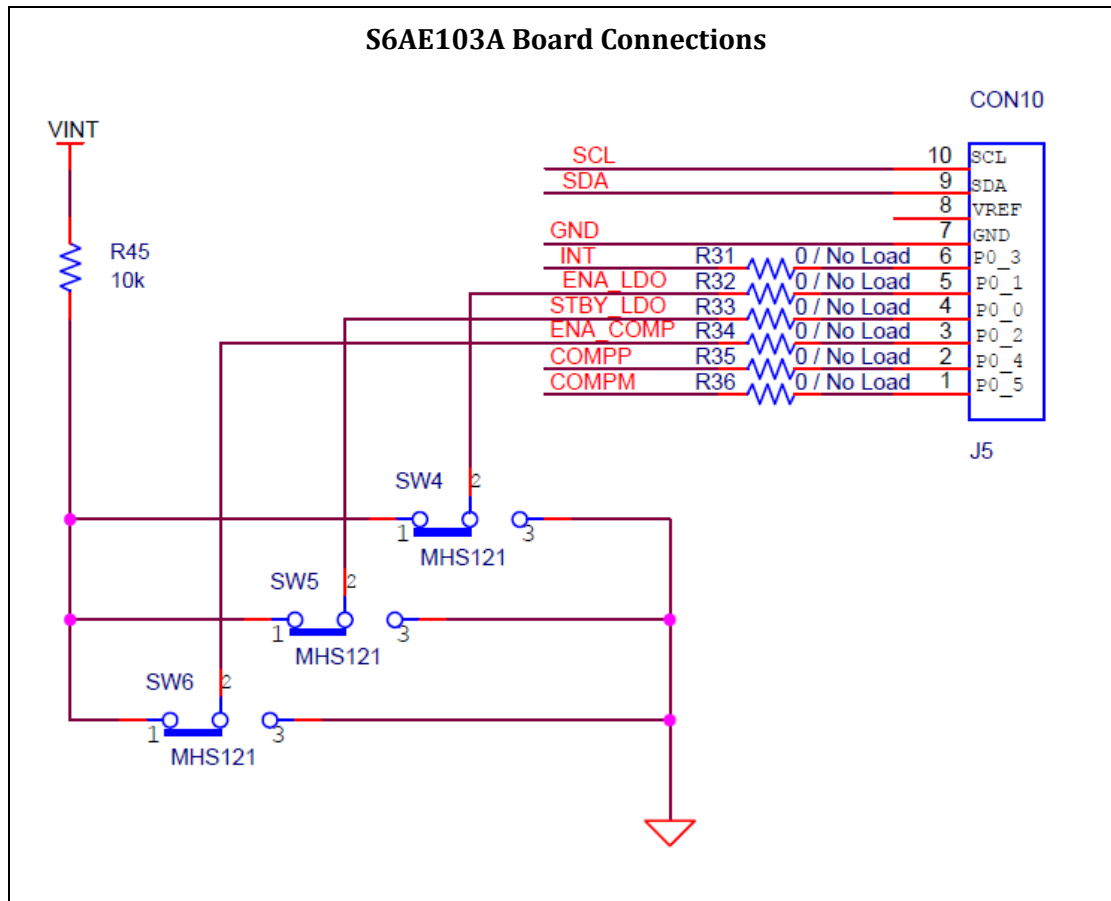 S6AE103A Board Connections
CON10
VINT
SCL 10 SCL
SDA 9 SDA
8 VREF
GND 7 GND
INT R31 0 / No Load 6 P0_3
ENA_LDO R32 0 / No Load 5 P0_1
STBY_LDO R33 0 / No Load 4 P0_0
ENA_COMP R34 0 / No Load 3 P0_2
COMPP R35 0 / No Load 2 P0_4
COMPM R36 0 / No Load 1 P0_5
R45
10k
J5
SW4 2
1 3
MHS121
SW5 2
1 3
MHS121
SW6 2
1 3
MHS121